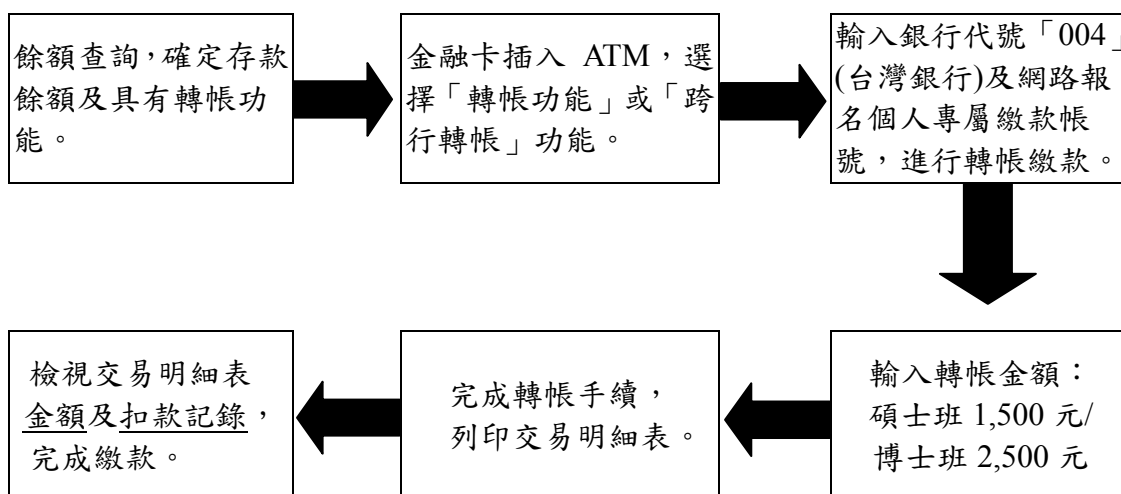 餘額查詢，確定存款
餘額及具有轉帳功
能。
金融卡插入 ATM，選
擇「轉帳功能」或「跨
行轉帳」功能。
輸入銀行代號「004」
(台灣銀行)及網路報
名個人專屬繳款帳
號，進行轉帳繳款。
輸入轉帳金額：
碩士班 1,500 元/
博士班 2,500 元
完成轉帳手續，
列印交易明細表。
檢視交易明細表
金額及扣款記錄，
完成繳款。